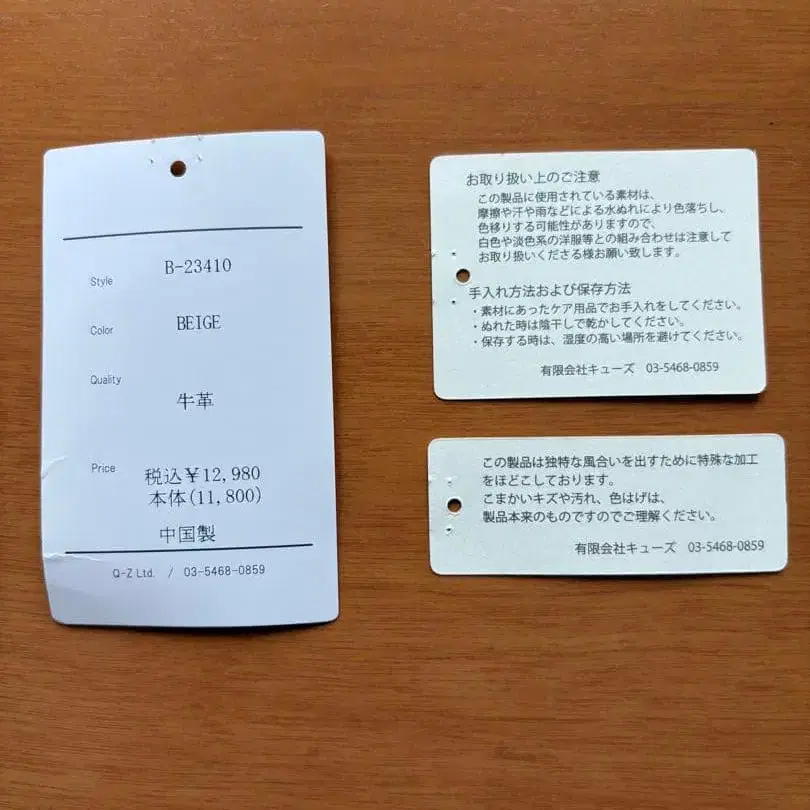 Style B-23410
Color BEIGE
Quality 牛革
Price 税込￥12,980
本体(11,800)
中国製
Q-Z Ltd. / 03-5468-0859
お取り扱い上のご注意
この製品に使用されている素材は、
摩擦や汗や雨などによる水ぬれにより色落ちし、
色移りする可能性がありますので、
白色や淡色系の洋服等との組み合わせは注意して
お取り扱いくださる様お願い致します。
手入れ方法および保存方法
・素材にあったケア用品でお手入れをしてください。
・ぬれた時は陰干しで乾かしてください。
・保存する時は、湿度の高い場所を避けてください。
有限会社キューズ 03-5468-0859
この製品は独特な風合いを出すために特殊な加工
をほどこしております。
こまかいキズや汚れ、色はげは、
製品本来のものですのでご理解ください。
有限会社キューズ 03-5468-0859